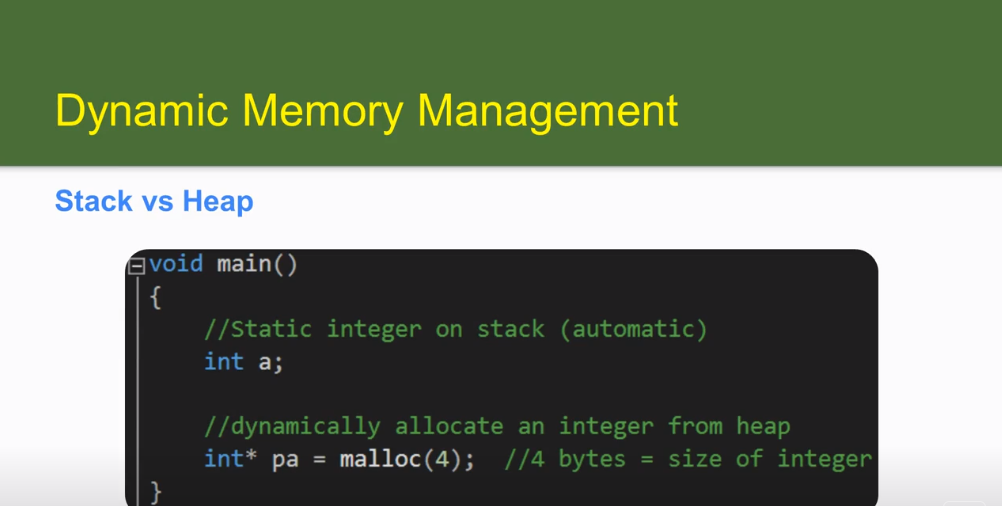 Dynamic Memory Management
Stack vs Heap
void main()
{
//Static integer on stack (automatic)
int a;
//dynamically allocate an integer from heap
int* pa = malloc(4); //4 bytes = size of integer
}